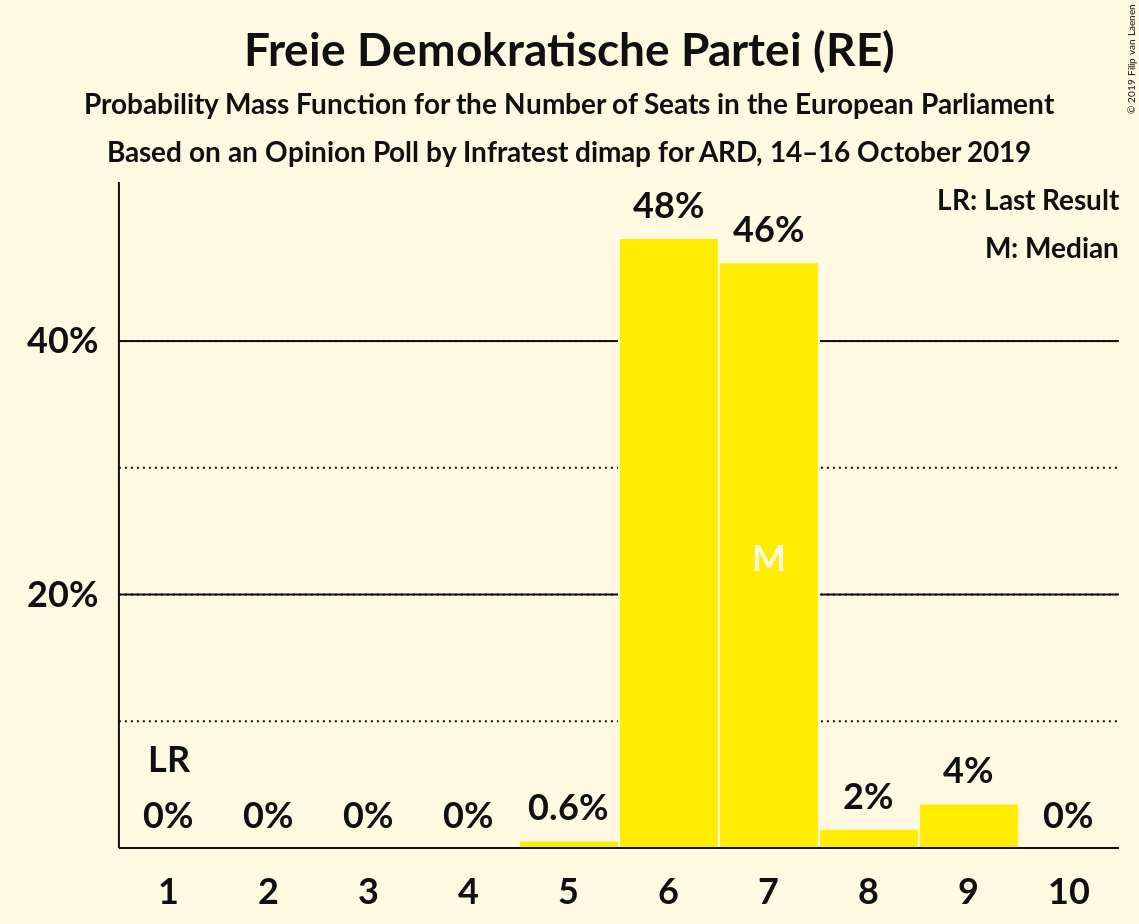 Freie Demokratische Partei (RE)
Probability Mass Function for the Number of Seats in the European Parliament
Based on an Opinion Poll by Infratest dimap for ARD, 14–16 October 2019
© 2019 Filip van Laenen
LR: Last Result
M: Median
48%
46%
40%
M
20%
LR
0%
0%
0%
0%
0.6%
2%
4%
0%
1 2 3 4 5 6 7 8 9 10